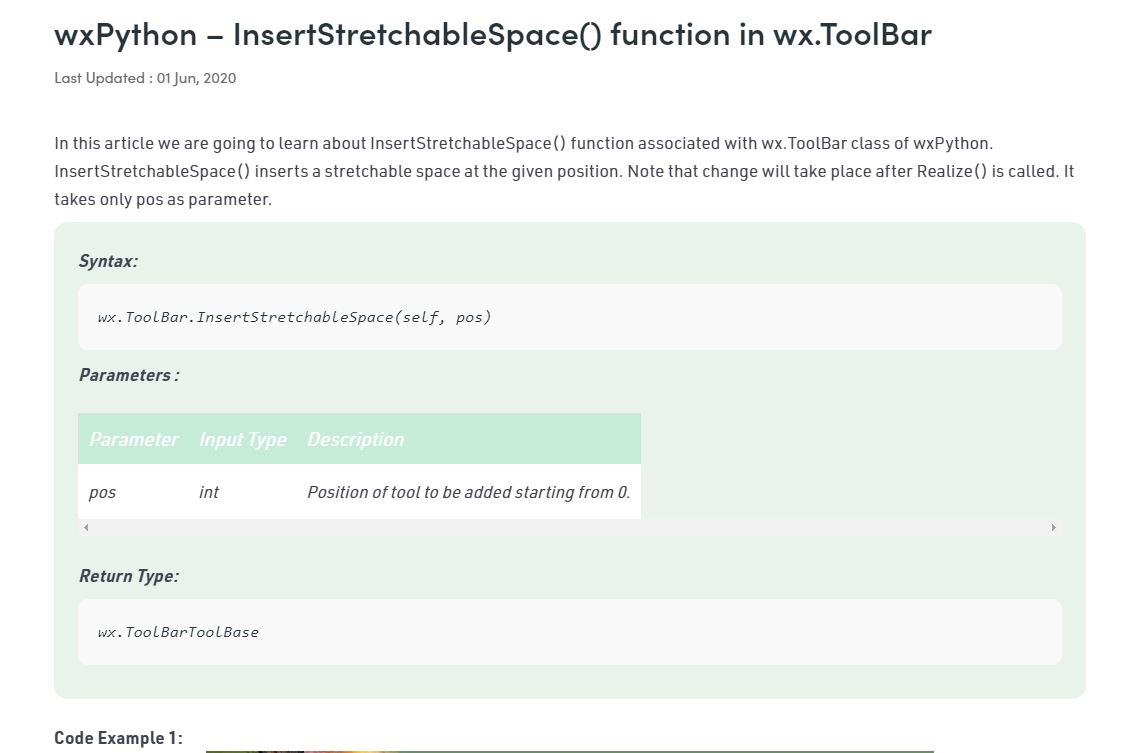 wxPython – InsertStretchableSpace() function in wx.ToolBar
Last Updated : 01 Jun, 2020
In this article we are going to learn about InsertStretchableSpace() function associated with wx.ToolBar class of wxPython.
InsertStretchableSpace() inserts a stretchable space at the given position. Note that change will take place after Realize() is called. It
takes only pos as parameter.
Syntax:
wx.ToolBar.InsertStretchableSpace(self, pos)
Parameters :
Parameter Input Type Description
pos int Position of tool to be added starting from 0.
Return Type:
wx.ToolBarToolBase
Code Example 1: